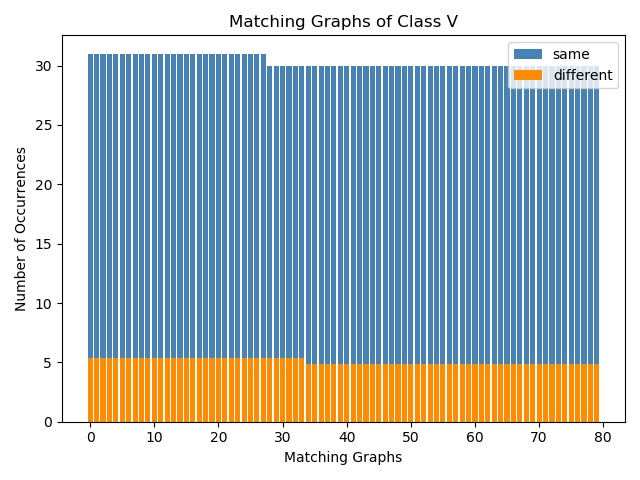 Matching Graphs of Class V
same
different
Number of Occurrences
30
25
20
15
10
5
0
0 10 20 30 40 50 60 70 80
Matching Graphs